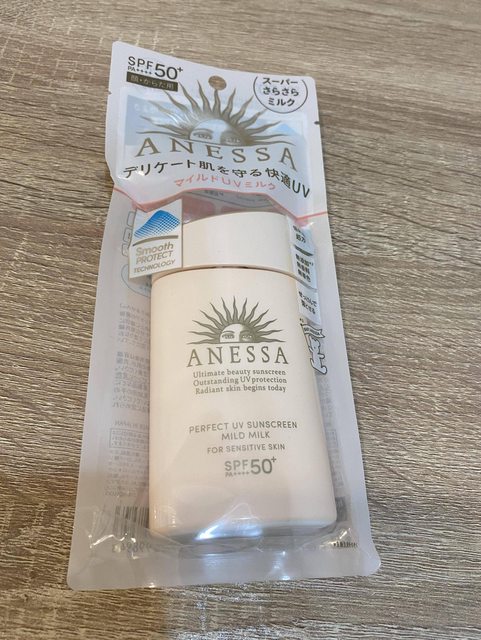 SPF50+
PA++++
顔・からだ用
スーパー
さらさら
ミルク
ANESSA
デリケート肌を守る快適UV
マイルドUVミルク
Smooth
PROTECT
TECHNOLOGY
ANESSA
Ultimate beauty sunscreen
Outstanding UV protection
Radiant skin begins today
PERFECT UV SUNSCREEN
MILD MILK
FOR SENSITIVE SKIN
SPF50+
PA++++